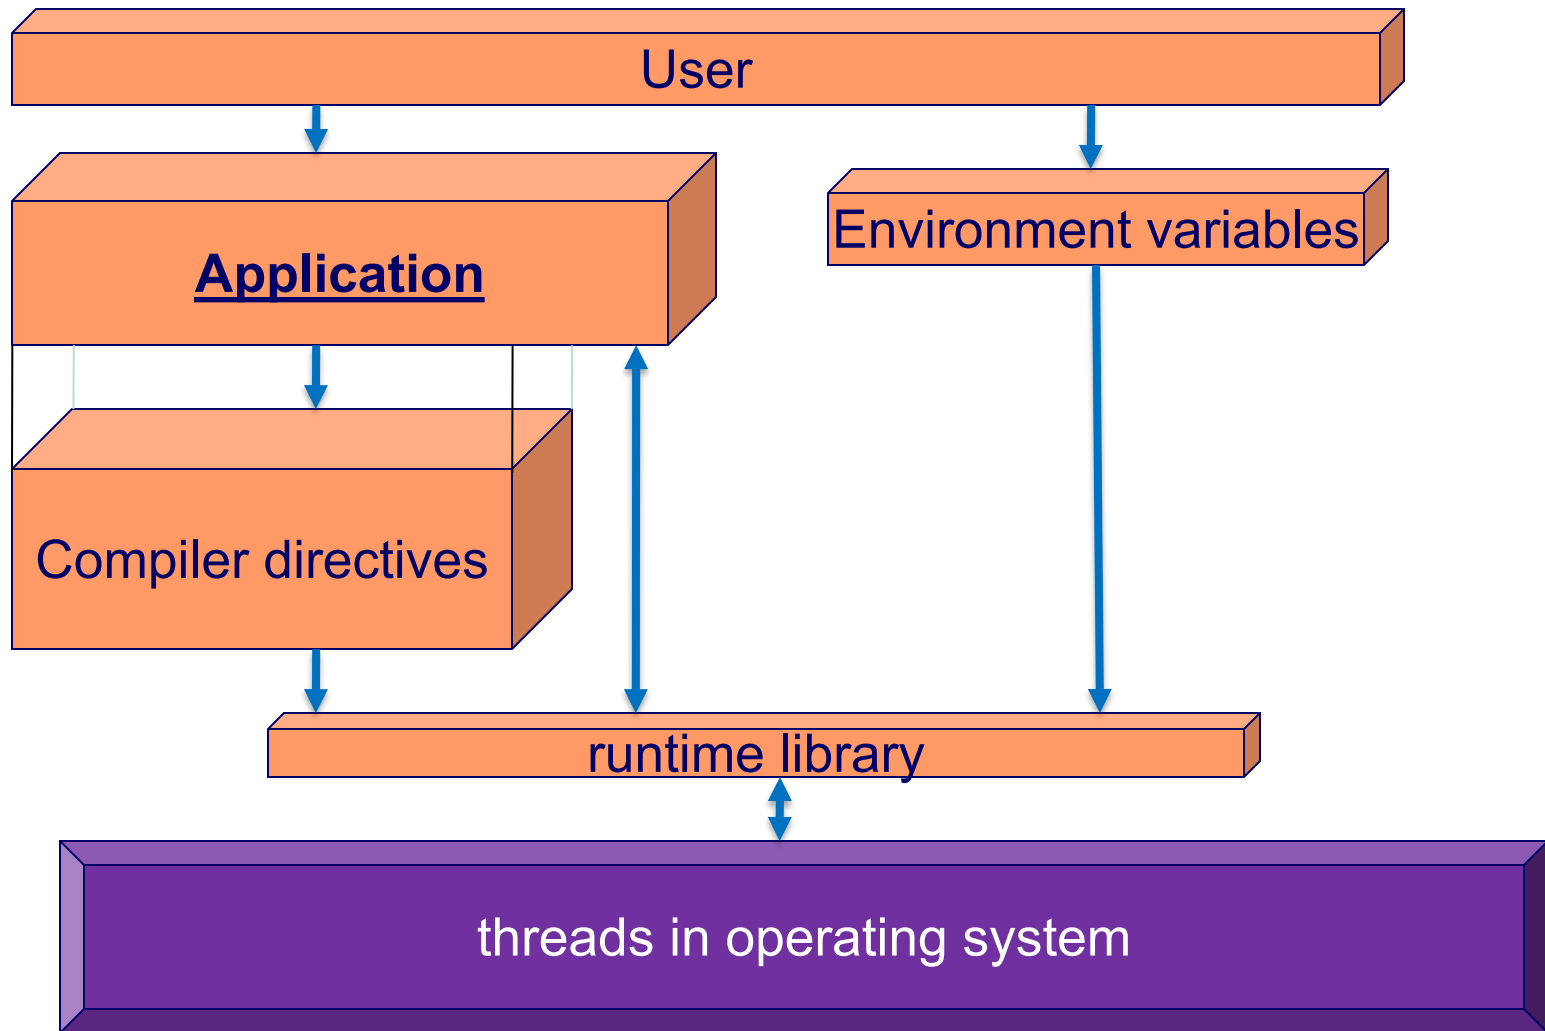 User
Application
Environment variables
Compiler directives
runtime library
threads in operating system